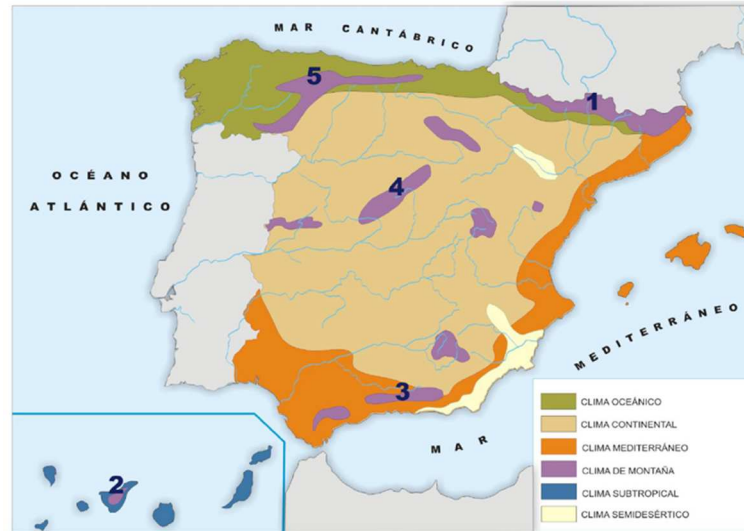 MAR CANTÁBRICO
5
1
OCÉANO
ATLÁNTICO
4
MEDITERRÁNEO
3
MAR
2
CLIMA OCEÁNICO
CLIMA CONTINENTAL
CLIMA MEDITERRÁNEO
CLIMA DE MONTAÑA
CLIMA SUBTROPICAL
CLIMA SEMIDESÉRTICO